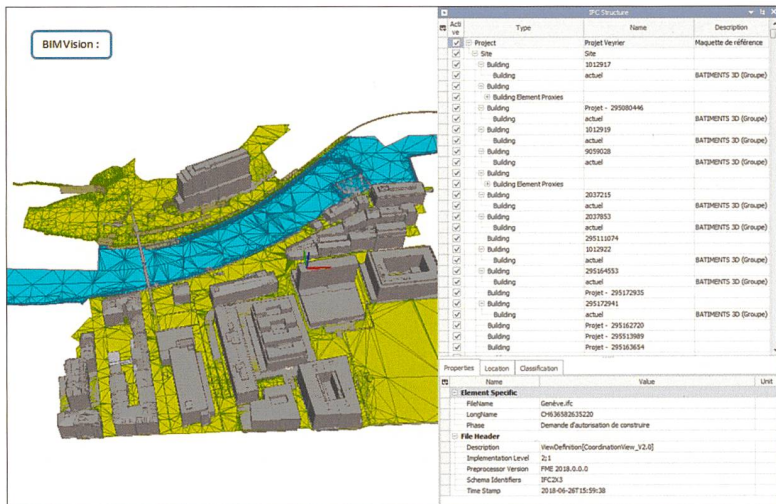 BIMVision :
IFC Structure
Acti ve Type Name Description
Project Projet Veyrier Maquette de référence
Site Site
Building 1012917
Building actuel BATIMENTS 3D (Groupe)
Building
Building Element Proxies
Building Projet - 295080446
Building actuel BATIMENTS 3D (Groupe)
Building 1012919
Building actuel BATIMENTS 3D (Groupe)
Building 9059028
Building actuel BATIMENTS 3D (Groupe)
Building
Building Element Proxies
Building 2037215
Building actuel BATIMENTS 3D (Groupe)
Building 2037853
Building actuel BATIMENTS 3D (Groupe)
Building 295111074
Building 1012922
Building actuel BATIMENTS 3D (Groupe)
Building 295164553
Building actuel BATIMENTS 3D (Groupe)
Building Projet - 295172935
Building 295172941
Building actuel BATIMENTS 3D (Groupe)
Building Projet - 295162720
Building Projet - 295513989
Building Projet - 295163654
Properties Location Classification
Name Value Unit
Element Specific
FileName Genève.ifc
LongName CH636582635220
Phase Demande d'autorisation de construire
File Header
Description ViewDefinition[CoordinationView_V2.0]
Implementation Level 2;1
Preprocessor Version FME 2018.0.0.0
Schema Identifiers IFC2X3
Time Stamp 2018-06-26T15:59:38